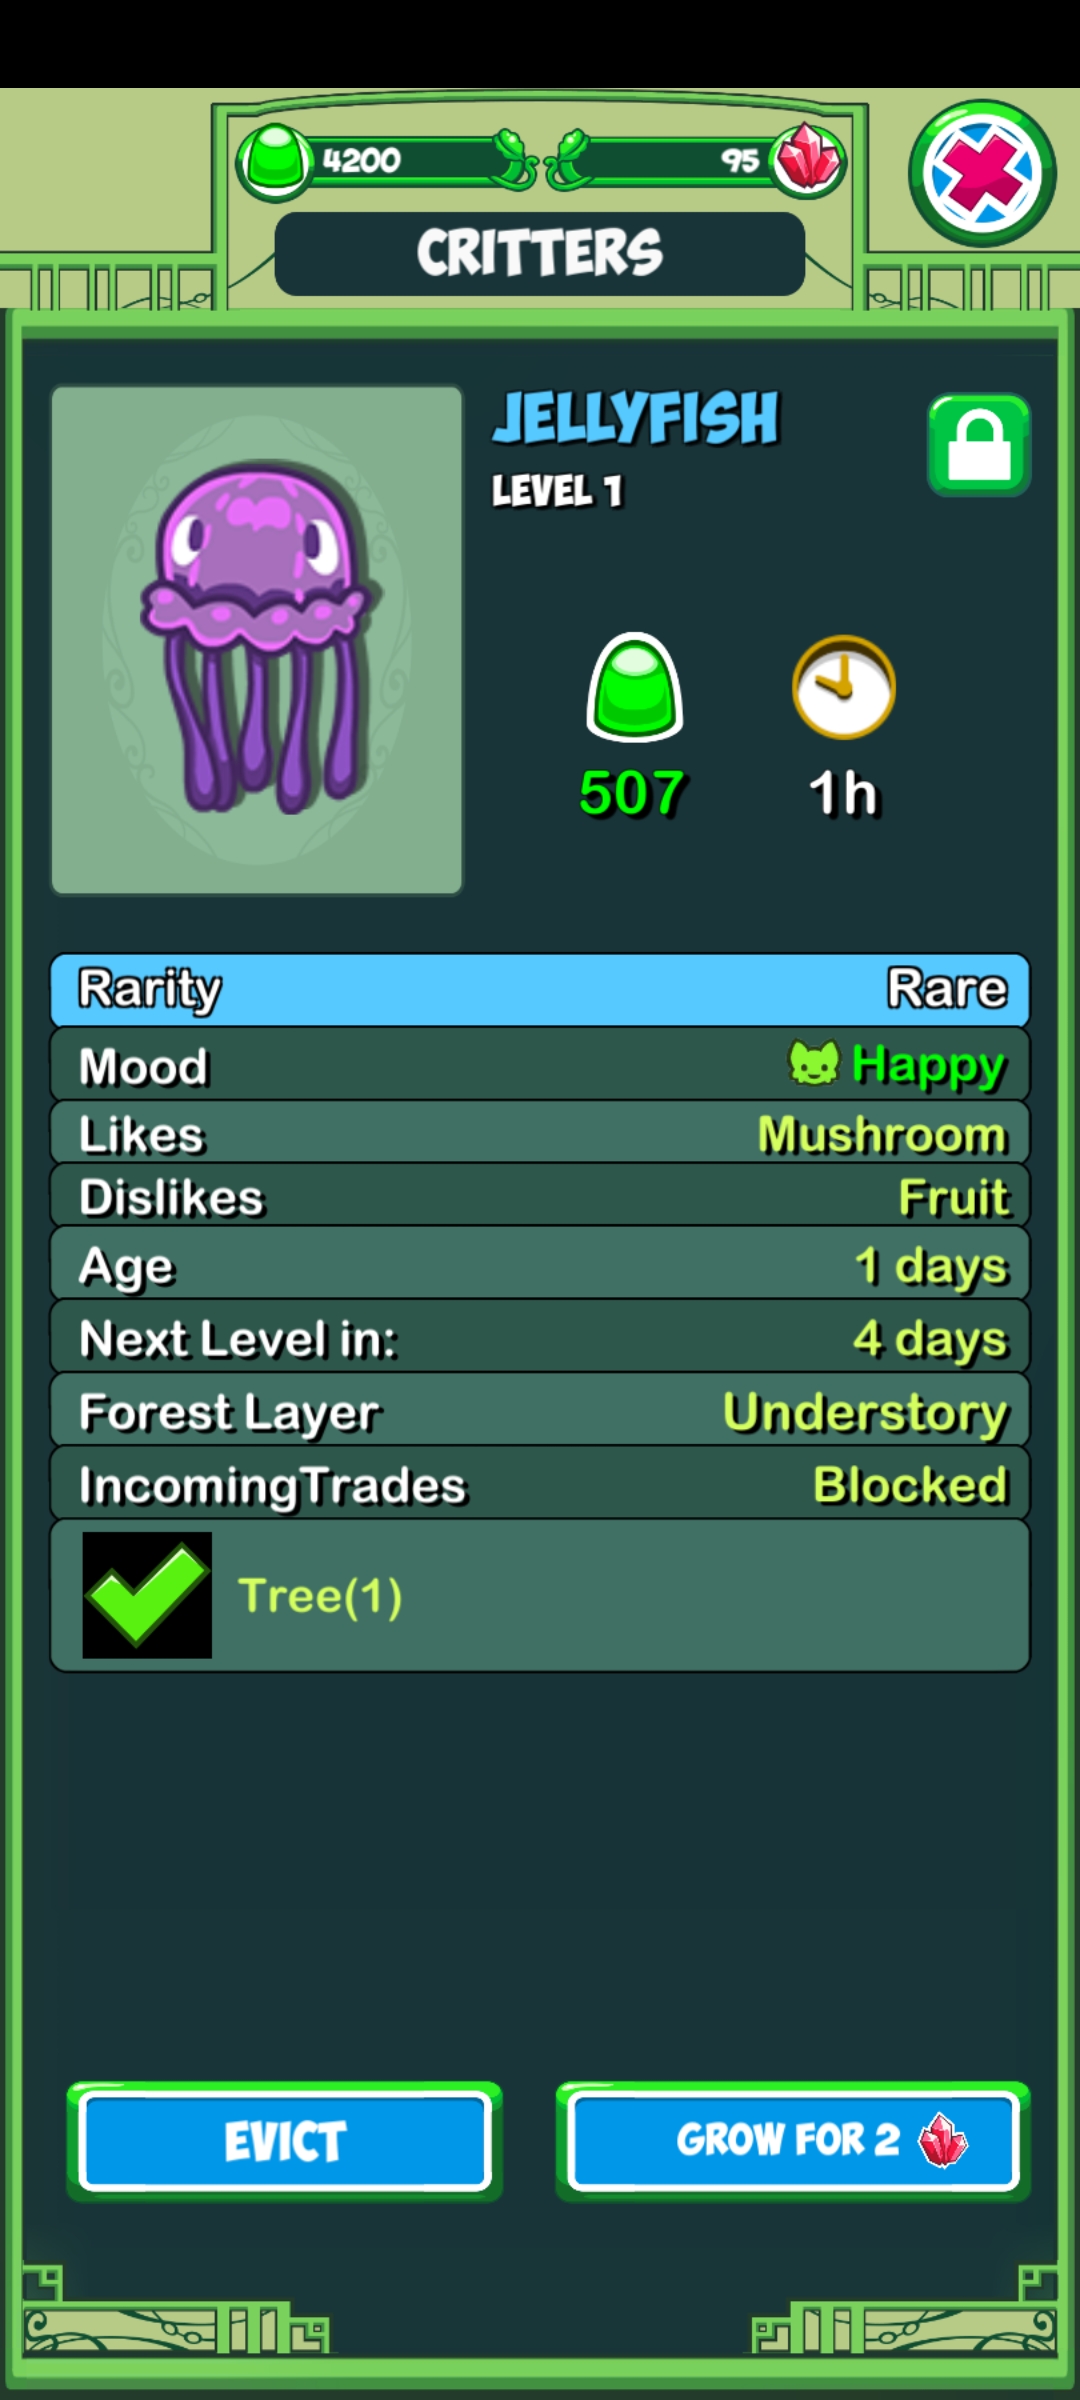 4200
95
CRITTERS
JELLYFISH
LEVEL 1
507
1h
Rarity Rare
Mood Happy
Likes Mushroom
Dislikes Fruit
Age 1 days
Next Level in: 4 days
Forest Layer Understory
IncomingTrades Blocked
Tree(1)
EVICT
GROW FOR 2